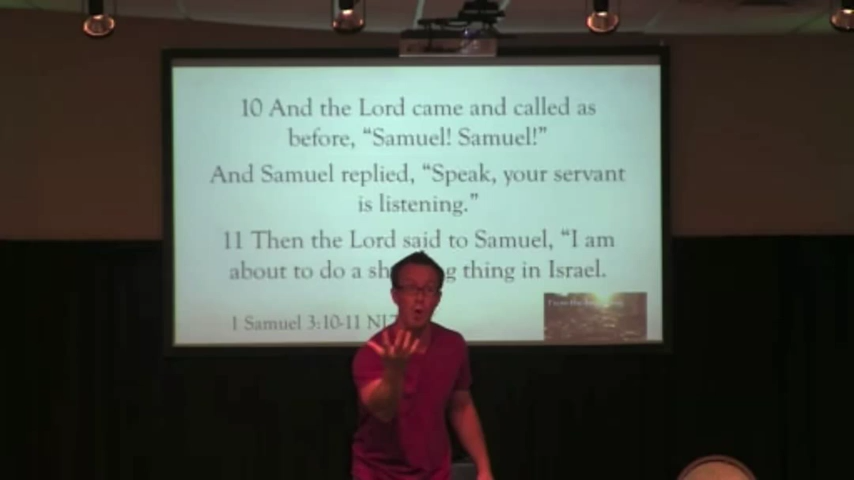 10 And the Lord came and called as
before, “Samuel! Samuel!”
And Samuel replied, “Speak, your servant
is listening.”
11 Then the Lord said to Samuel, “I am
about to do a sh g thing in Israel.
1 Samuel 3:10-11 NL